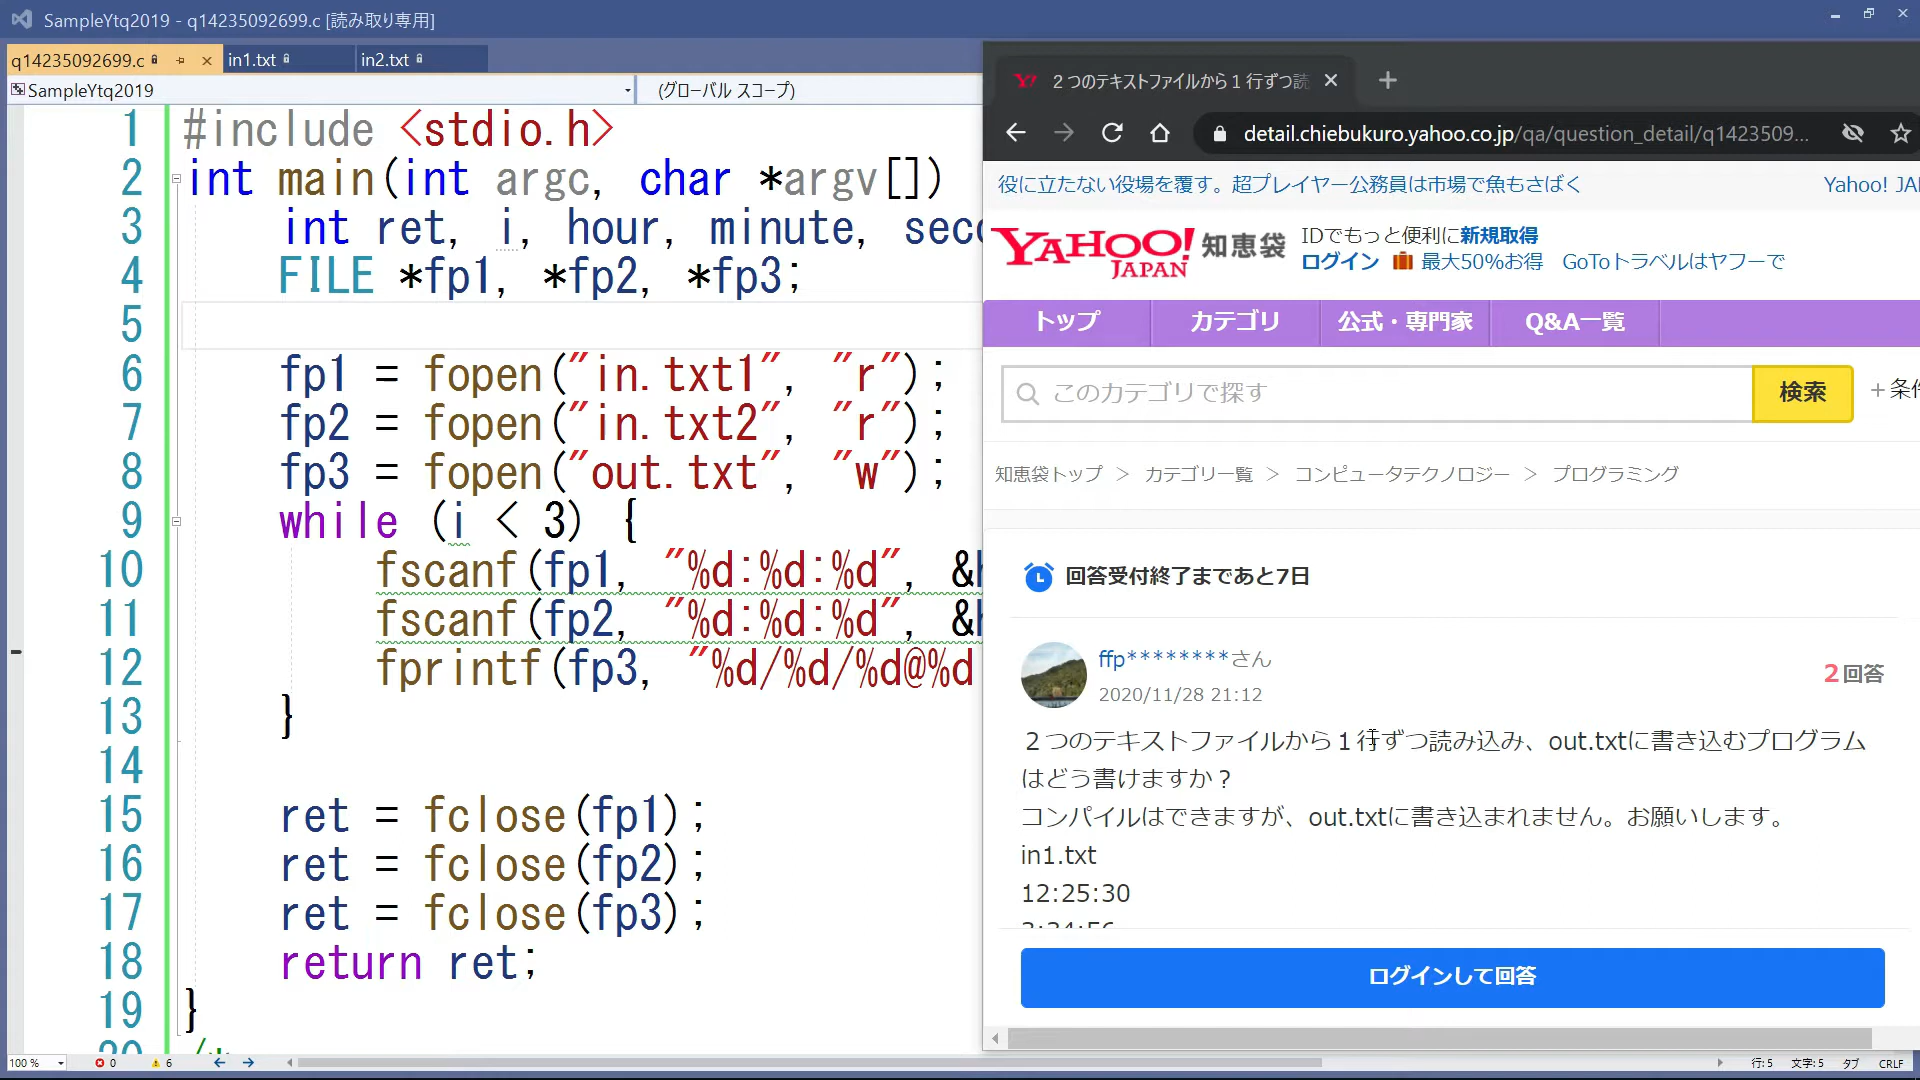 SampleYtq2019 - q14235092699.c [読み取り専用]
q14235092699.c
in1.txt
in2.txt
SampleYtq2019
(グローバル スコープ)
1 #include <stdio.h>
2 int main(int argc, char *argv[])
3 int ret, i, hour, minute, seco
4 FILE *fp1, *fp2, *fp3;
5
6 fp1 = fopen("in.txt1", "r");
7 fp2 = fopen("in.txt2", "r");
8 fp3 = fopen("out.txt", "w");
9 while (i < 3) {
10 fscanf(fp1, "%d:%d:%d", &h
11 fscanf(fp2, "%d:%d:%d", &h
12 fprintf(fp3, "%d/%d/%d@%d
13 }
14
15 ret = fclose(fp1);
16 ret = fclose(fp2);
17 ret = fclose(fp3);
18 return ret;
19 }
20 /*
100 %
0
6
行: 5
文字: 5
タブ
CRLF
２つのテキストファイルから１行ずつ読
detail.chiebukuro.yahoo.co.jp/qa/question_detail/q1423509...
役に立たない役場を覆す。超プレイヤー公務員は市場で魚もさばく
Yahoo! JA
YAHOO! JAPAN 知恵袋
IDでもっと便利に新規取得
ログイン 最大50%お得 GoToトラベルはヤフーで
トップ カテゴリ 公式・専門家 Q&A一覧
このカテゴリで探す
検索
+条件
知恵袋トップ > カテゴリ一覧 > コンピュータテクノロジー > プログラミング
回答受付終了まであと7日
ffp********さん
2020/11/28 21:12
2回答
２つのテキストファイルから１行ずつ読み込み、out.txtに書き込むプログラム
はどう書けますか？
コンパイルはできますが、out.txtに書き込まれません。お願いします。
in1.txt
12:25:30
ログインして回答